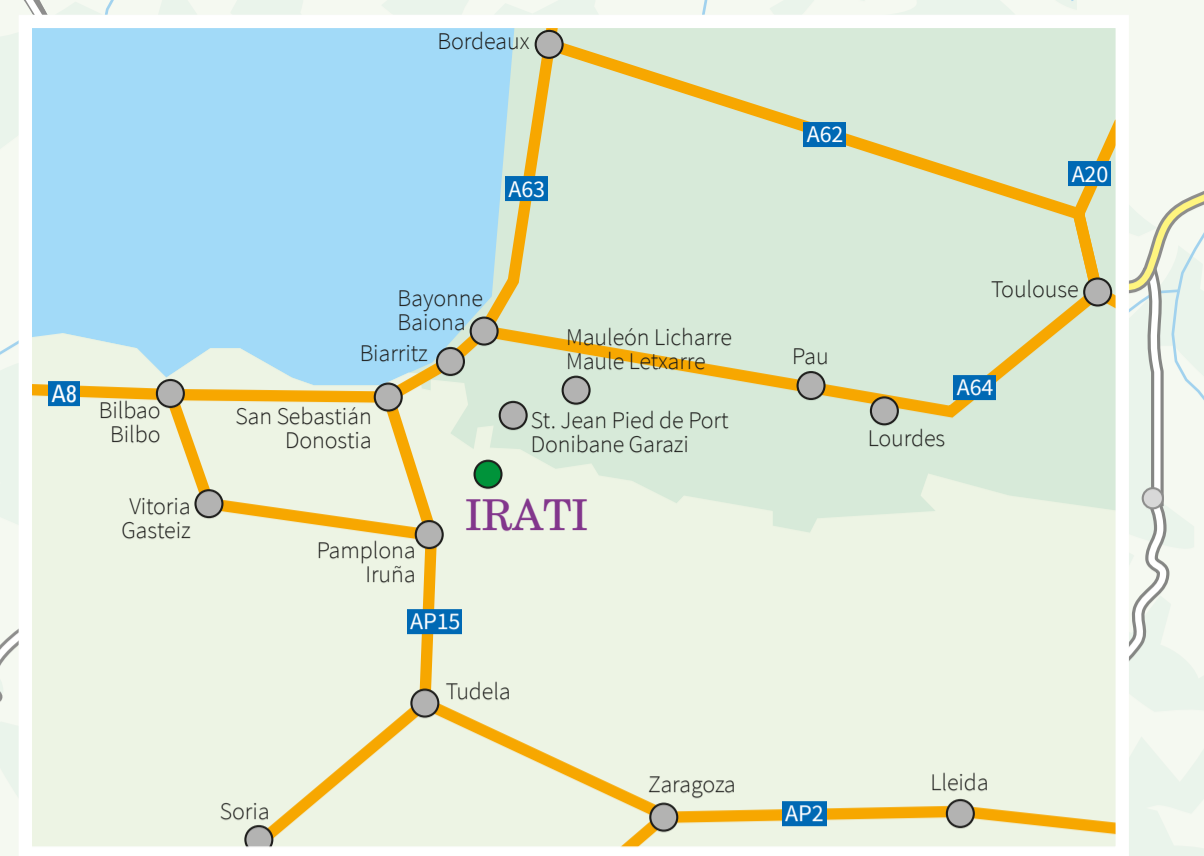 Bordeaux
A62
A20
A63
Toulouse
Bayonne
Baiona
Mauleón Licharre
Maule Letxarre
Biarritz
Pau
A8
A64
Bilbao
Bilbo
San Sebastián
Donostia
St. Jean Pied de Port
Donibane Garazi
Lourdes
Vitoria
Gasteiz
IRATI
Pamplona
Iruña
AP15
Tudela
Zaragoza
Lleida
Soria
AP2